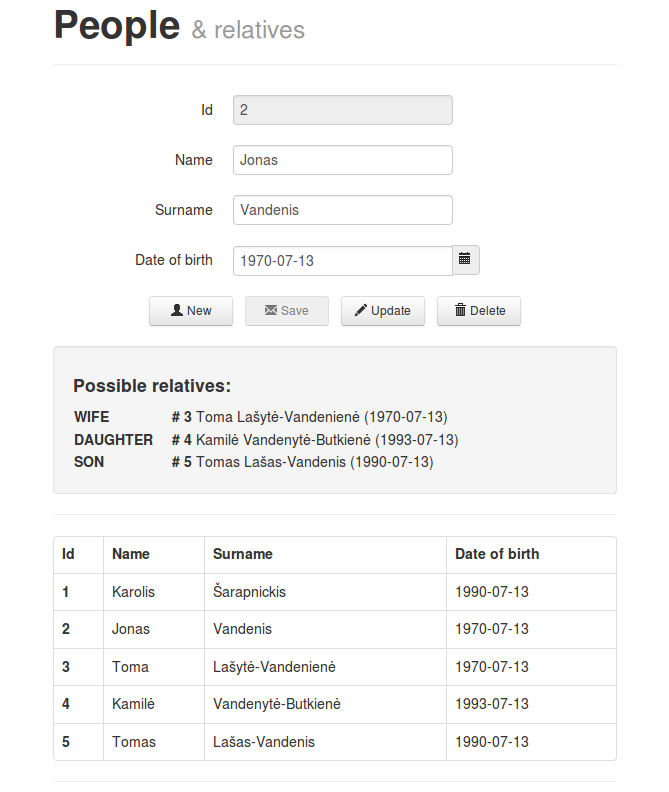 People & relatives
Id 2
Name Jonas
Surname Vandenis
Date of birth 1970-07-13
New Save Update Delete
Possible relatives:
WIFE # 3 Toma Lašytė-Vandenienė (1970-07-13)
DAUGHTER # 4 Kamilė Vandenytė-Butkienė (1993-07-13)
SON # 5 Tomas Lašas-Vandenis (1990-07-13)
Id Name Surname Date of birth
1 Karolis Šarapnickis 1990-07-13
2 Jonas Vandenis 1970-07-13
3 Toma Lašytė-Vandenienė 1970-07-13
4 Kamilė Vandenytė-Butkienė 1993-07-13
5 Tomas Lašas-Vandenis 1990-07-13